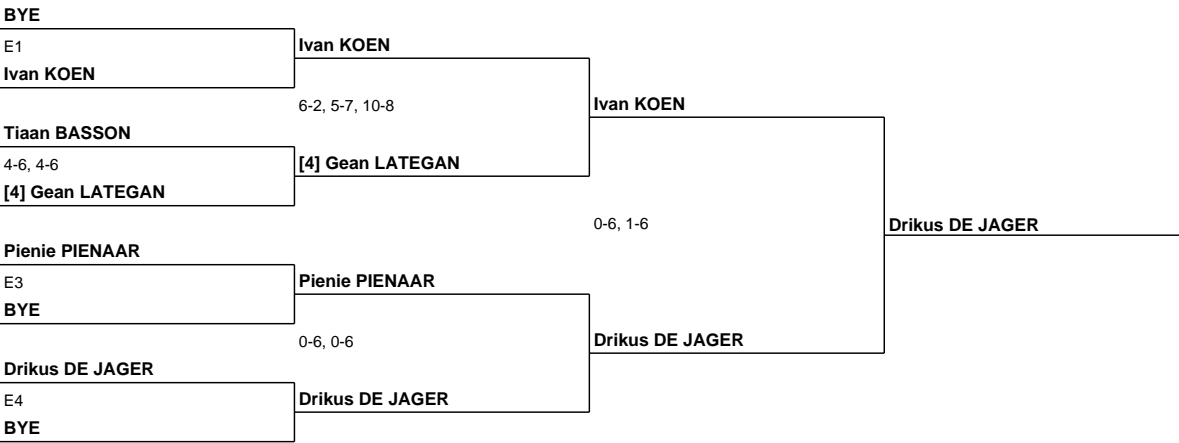 BYE
E1
Ivan KOEN
Ivan KOEN
6-2, 5-7, 10-8
Ivan KOEN
Tiaan BASSON
4-6, 4-6
[4] Gean LATEGAN
[4] Gean LATEGAN
0-6, 1-6
Drikus DE JAGER
Pienie PIENAAR
E3
Pienie PIENAAR
BYE
0-6, 0-6
Drikus DE JAGER
Drikus DE JAGER
E4
Drikus DE JAGER
BYE